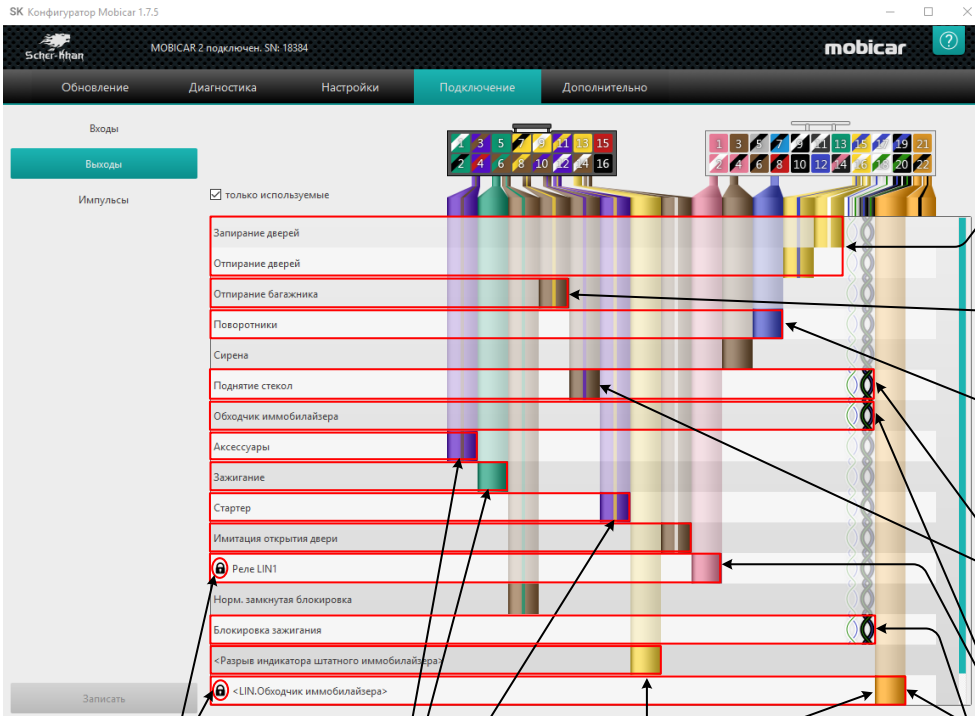 SK Конфигуратор Mobicar 1.7.5
Scher-Khan
MOBICAR 2 подключен. SN: 18384
mobicar
?
Обновление Диагностика Настройки Подключение Дополнительно
Входы
Выходы
Импульсы
1 3 5 7 9 11 13 15
2 4 6 8 10 12 14 16
1 3 5 7 9 11 13 15 17 19 21
2 4 6 8 10 12 14 16 18 20 22
только используемые
Запирание дверей
Отпирание дверей
Отпирание багажника
Поворотники
Сирена
Поднятие стекол
Обходчик иммобилайзера
Аксессуары
Зажигание
Стартер
Имитация открытия двери
Реле LIN1
Норм. замкнутая блокировка
Блокировка зажигания
<Разрыв индикатора штатного иммобилайзера>
<LIN.Обходчик иммобилайзера>
Записать